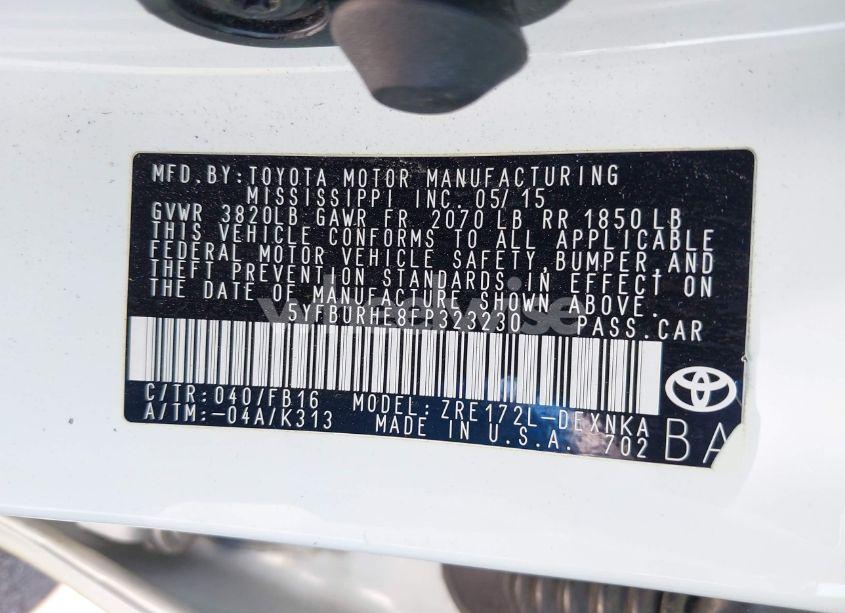 MFD.BY:TOYOTA MOTOR MANUFACTURING
MISSISSIPPI INC. 05/15
GVWR 3820LB GAWR FR 2070 LB RR 1850 LB
THIS VEHICLE CONFORMS TO ALL APPLICABLE
FEDERAL MOTOR VEHICLE SAFETY,BUMPER,AND
THEFT PREVENTION STANDARDS IN EFFECT ON
THE DATE OF MANUFACTURE SHOWN ABOVE.
5YFBURHE8FP323230 PASS.CAR
C/TR:040/FB16 MODEL:ZRE172L-DEXNKA
A/TM:-04A/K313 MADE IN U.S.A. 702
BA